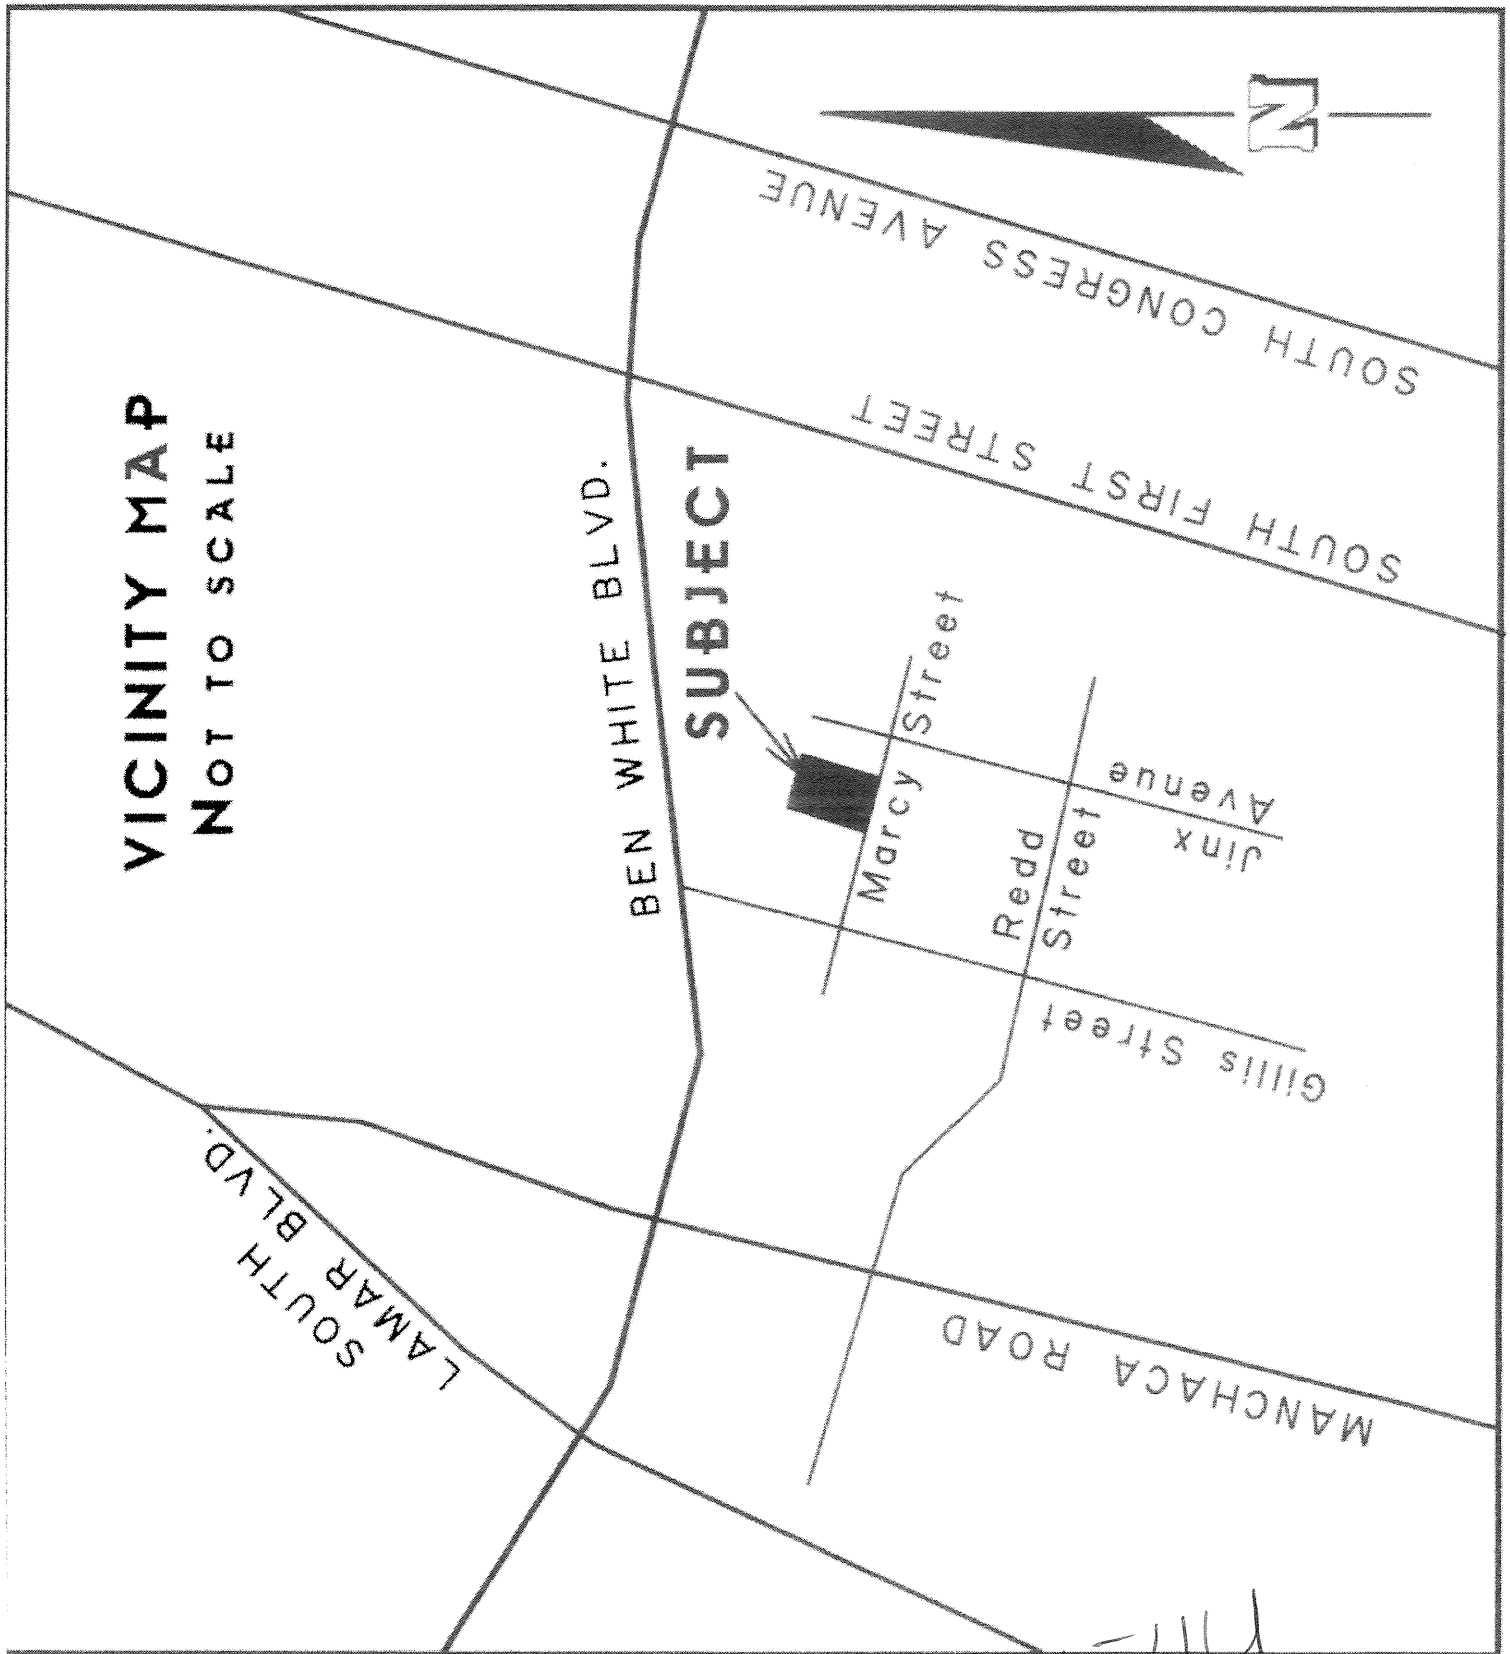 VICINITY MAP
NOT TO SCALE
SOUTH
LAMAR BLVD.
BEN WHITE BLVD.
SUBJECT
Marcy Street
Redd
Street
Jinx
Avenue
Gillis Street
MANCHACA ROAD
SOUTH FIRST STREET
SOUTH CONGRESS AVENUE
N